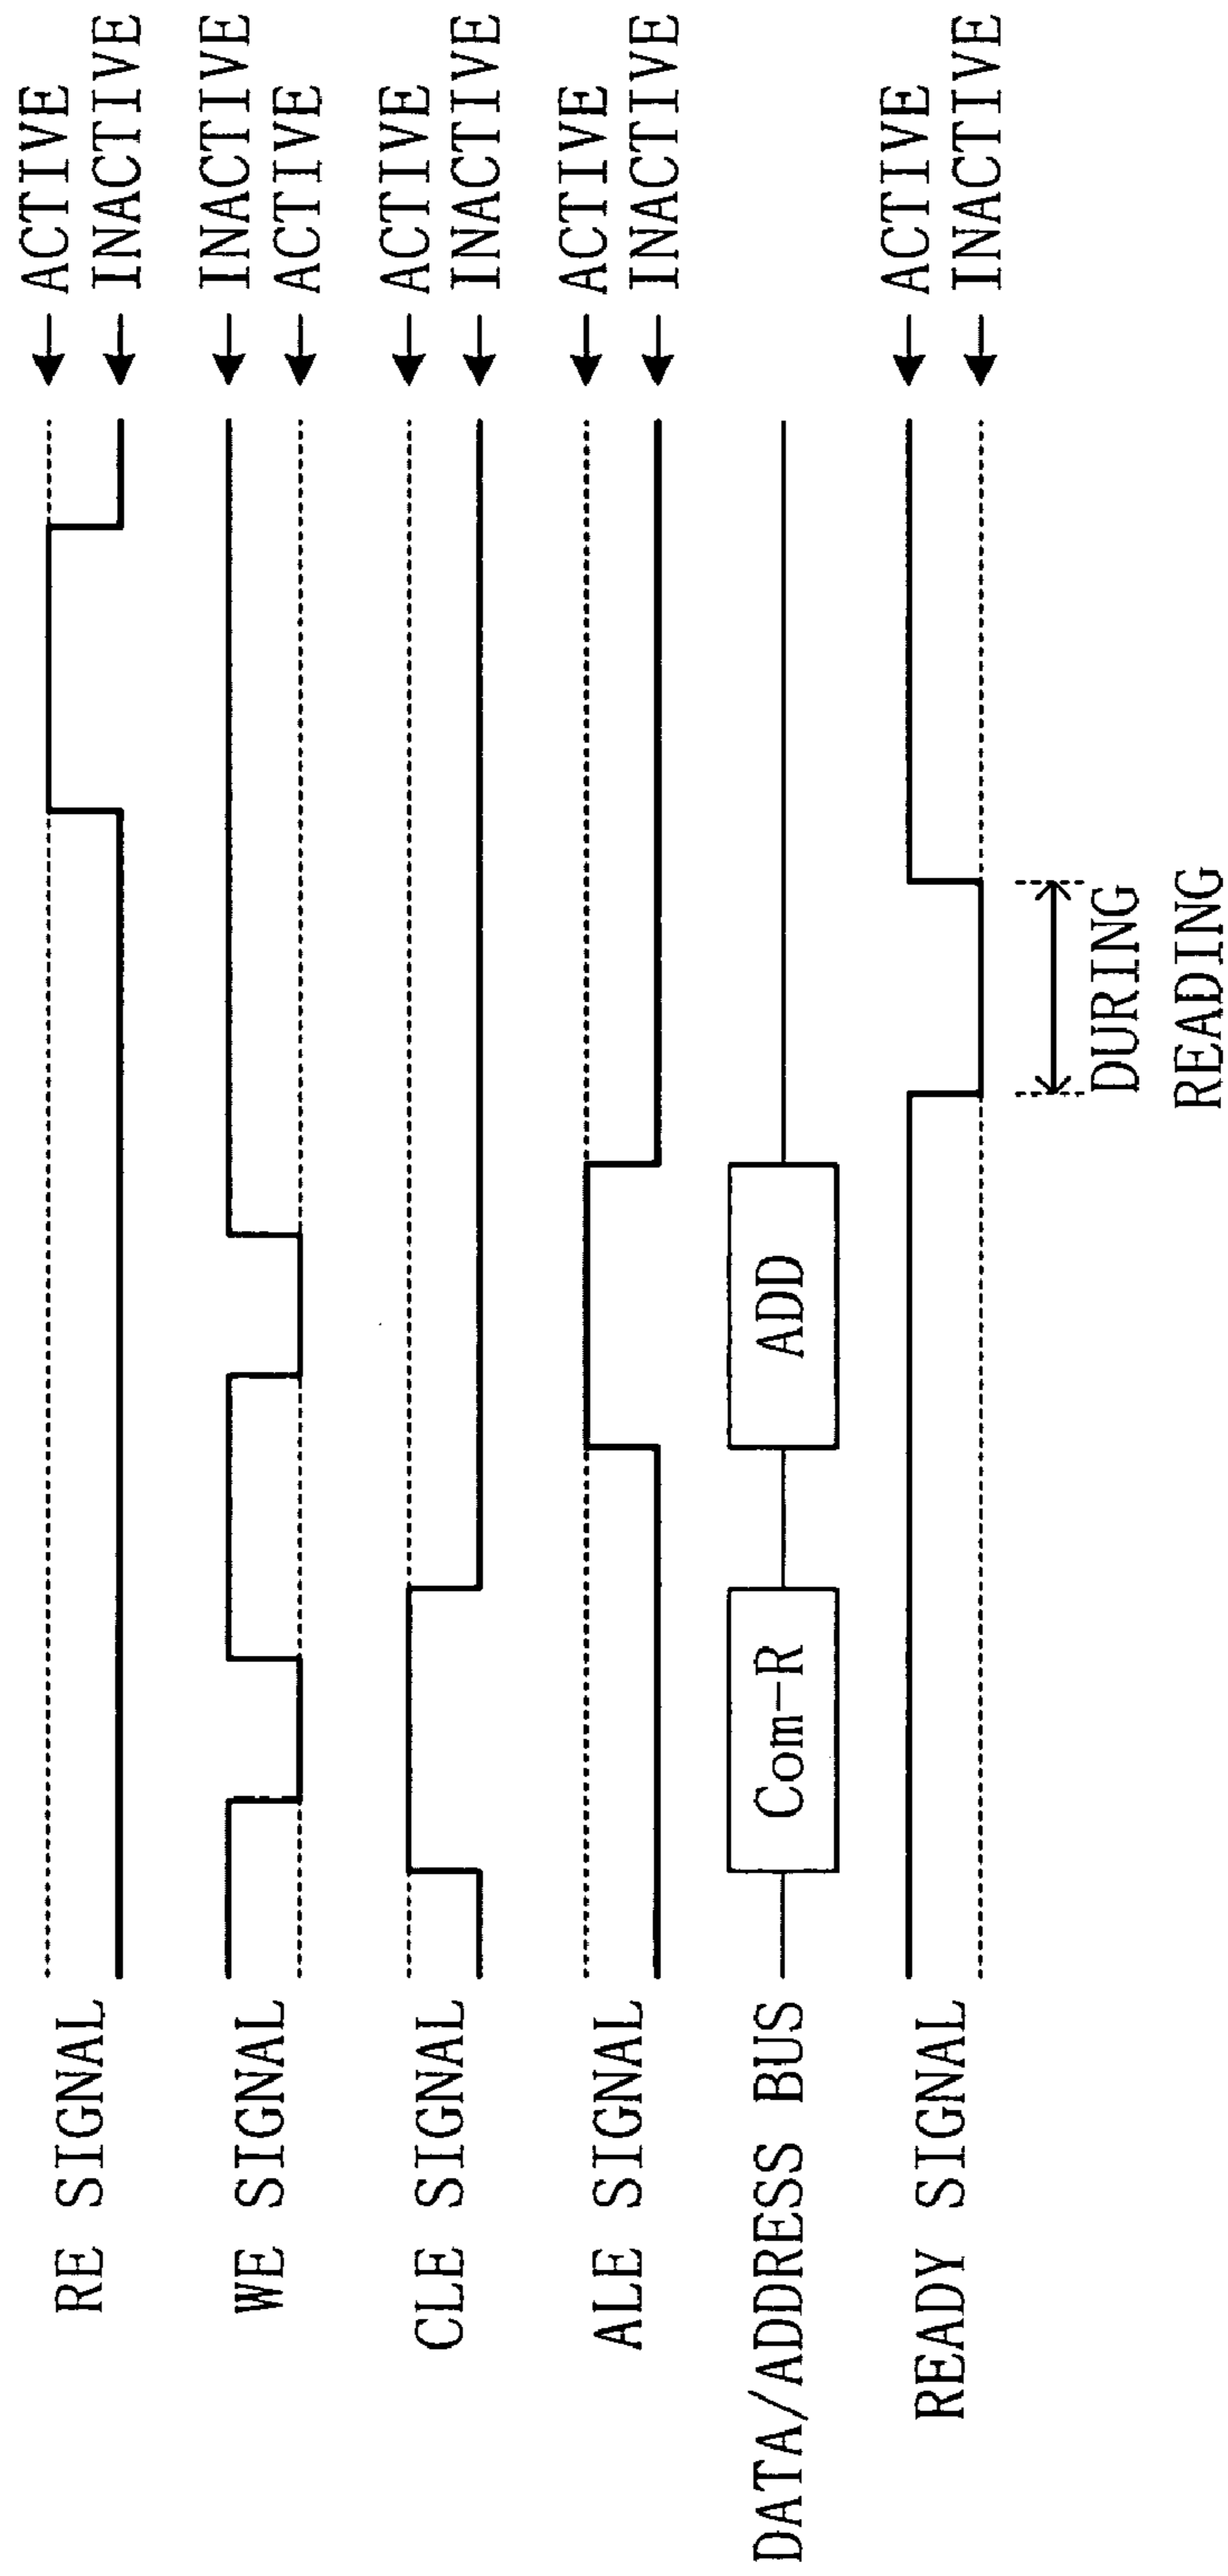 RE SIGNAL
ACTIVE
INACTIVE
WE SIGNAL
INACTIVE
ACTIVE
CLE SIGNAL
ACTIVE
INACTIVE
ALE SIGNAL
ACTIVE
INACTIVE
DATA/ADDRESS BUS
Com-R
ADD
READY SIGNAL
ACTIVE
INACTIVE
DURING
READING